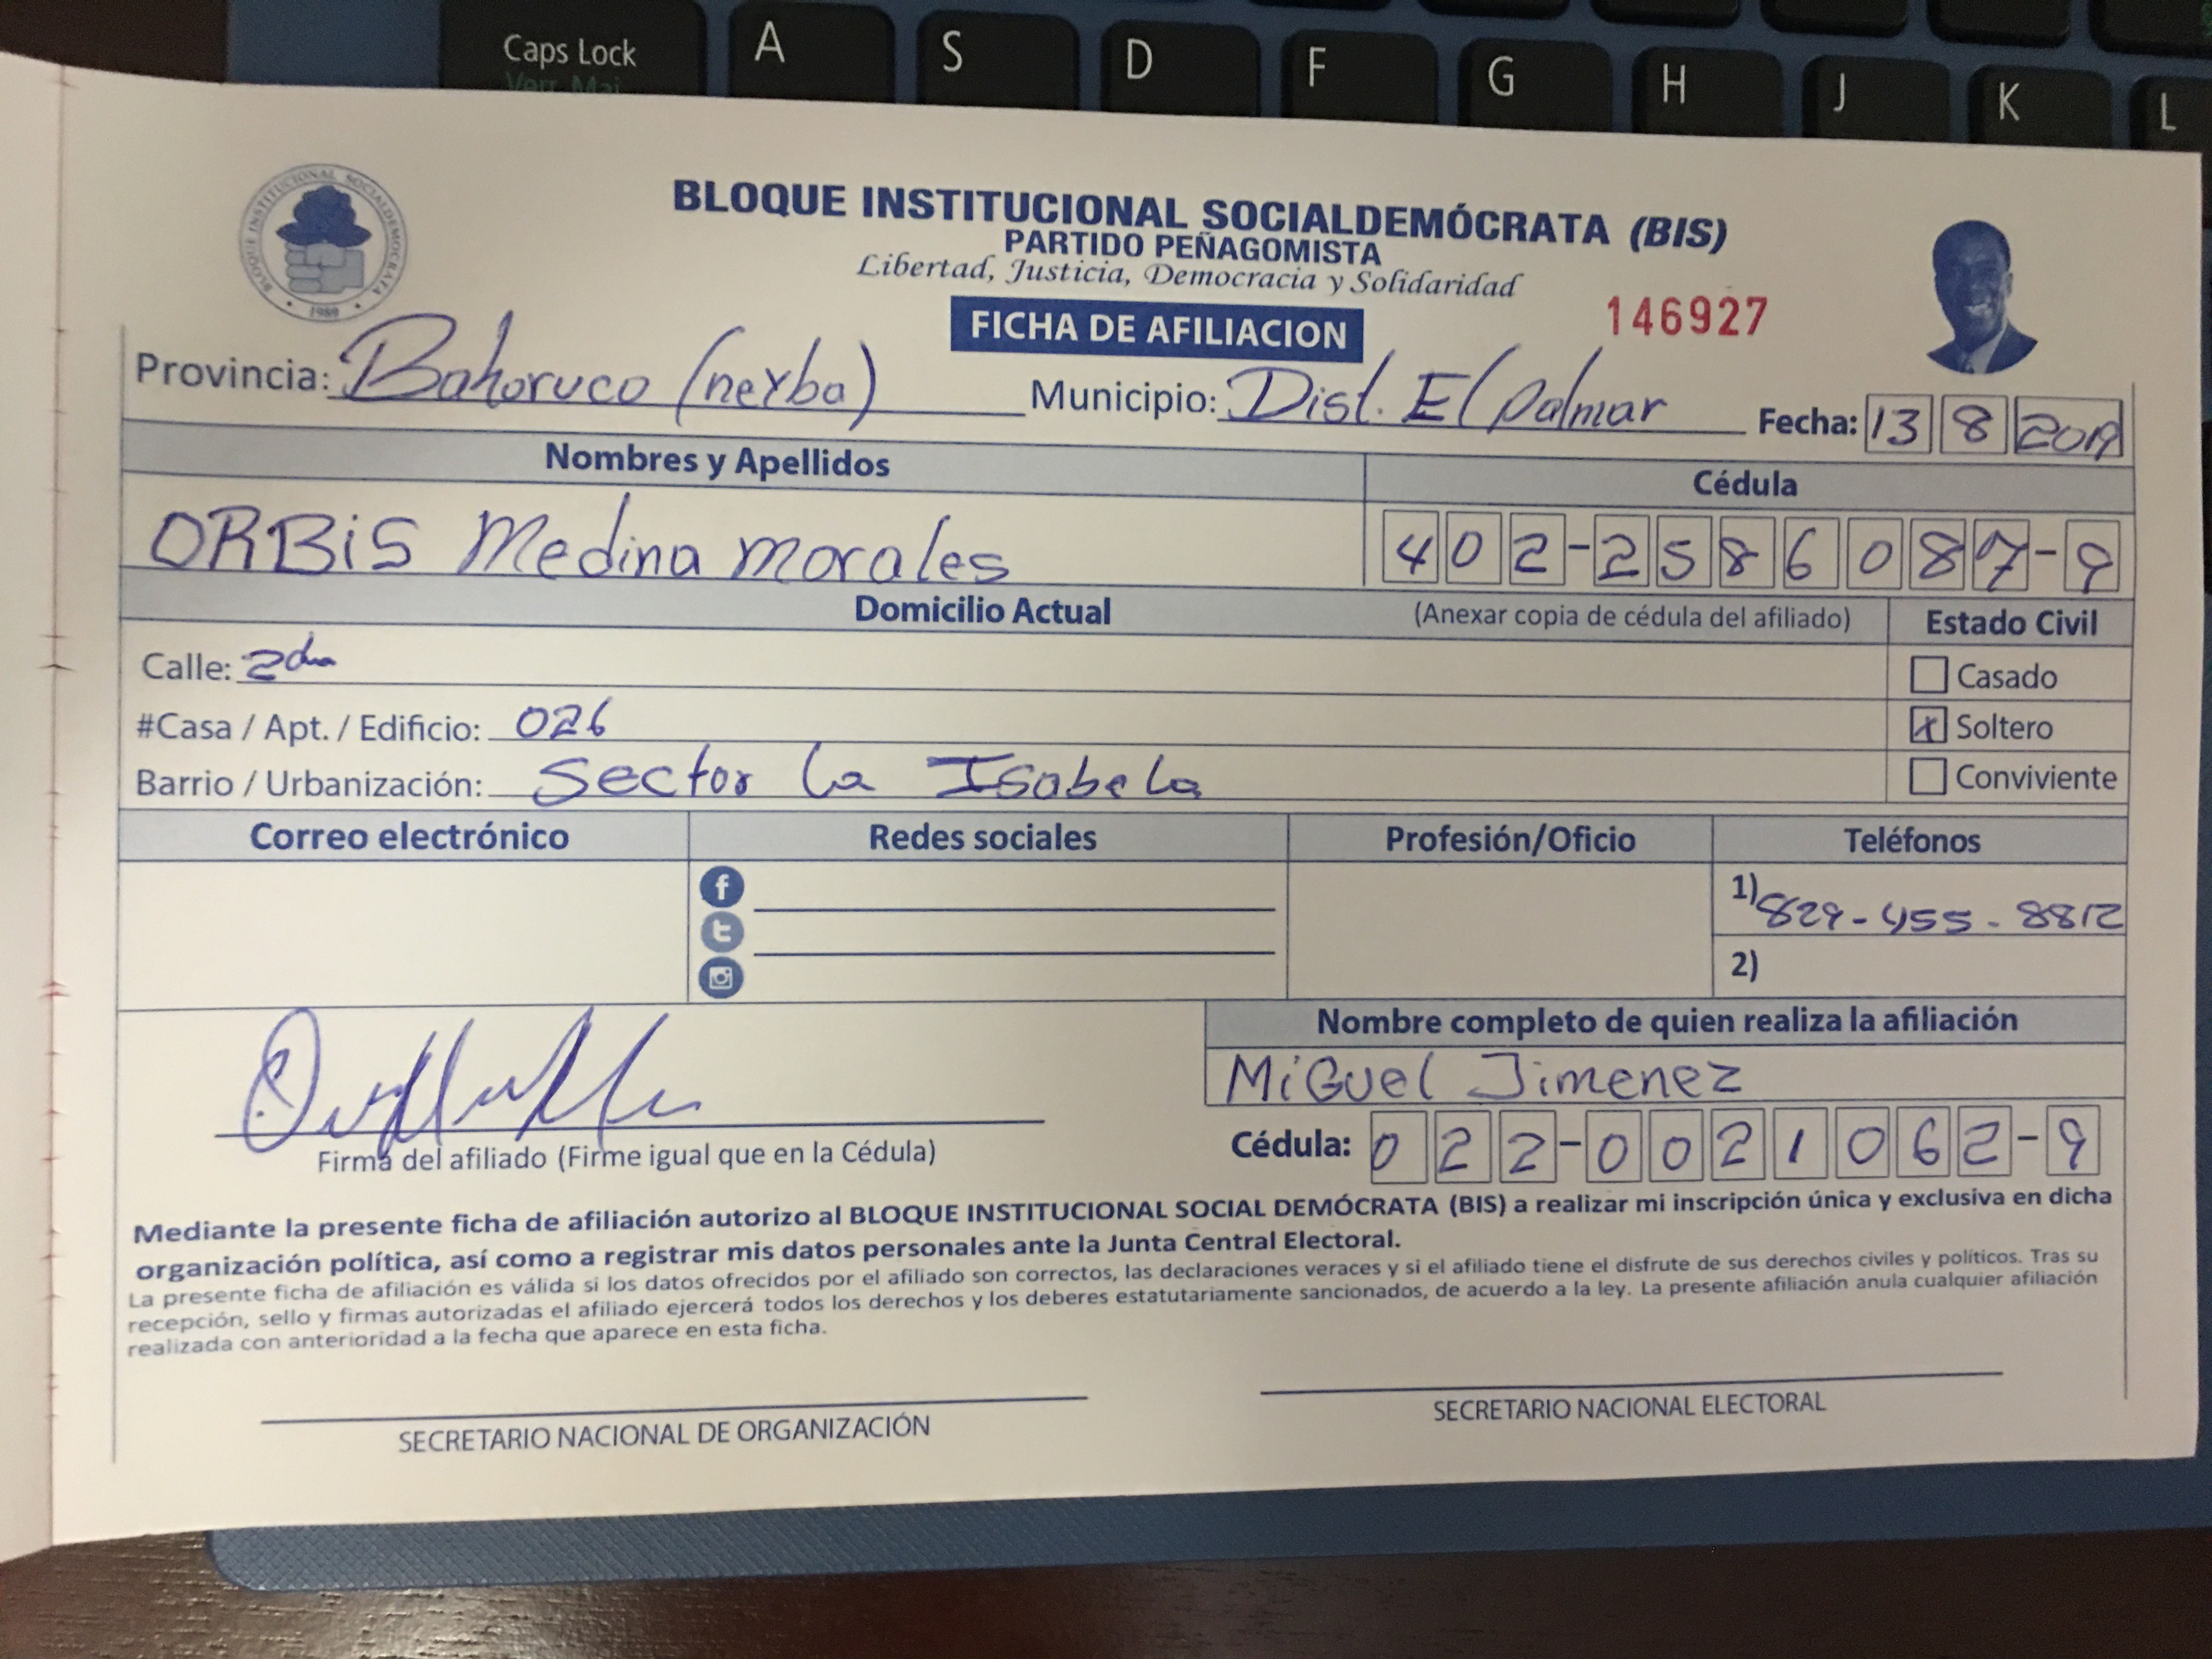 Caps Lock
A
S
D
F
G
H
J
K
L
Verr. Maj
BLOQUE INSTITUCIONAL SOCIALDEMOCRATA
1989
BLOQUE INSTITUCIONAL SOCIALDEMÓCRATA (BIS)
PARTIDO PEÑAGOMISTA
Libertad, Justicia, Democracia y Solidaridad
FICHA DE AFILIACION
146927
Provincia: Bahoruco (neyba) Municipio: Dist. El palmar Fecha: 13 8 2019
Nombres y Apellidos Cédula
ORBiS Medina morales 402-2586087-9
Domicilio Actual (Anexar copia de cédula del afiliado) Estado Civil
Calle: 2da
Casado
#Casa / Apt. / Edificio: 026
x Soltero
Barrio / Urbanización: Sector la Isabela
Conviviente
Correo electrónico Redes sociales Profesión/Oficio Teléfonos
f
1) 829-455-8812
t
2)
Nombre completo de quien realiza la afiliación
MiGuel Jimenez
Firma del afiliado (Firme igual que en la Cédula)
Cédula: 022-0021062-9
Mediante la presente ficha de afiliación autorizo al BLOQUE INSTITUCIONAL SOCIAL DEMÓCRATA (BIS) a realizar mi inscripción única y exclusiva en dicha
organización política, así como a registrar mis datos personales ante la Junta Central Electoral.
La presente ficha de afiliación es válida si los datos ofrecidos por el afiliado son correctos, las declaraciones veraces y si el afiliado tiene el disfrute de sus derechos civiles y políticos. Tras su
recepción, sello y firmas autorizadas el afiliado ejercerá todos los derechos y los deberes estatutariamente sancionados, de acuerdo a la ley. La presente afiliación anula cualquier afiliación
realizada con anterioridad a la fecha que aparece en esta ficha.
SECRETARIO NACIONAL DE ORGANIZACIÓN
SECRETARIO NACIONAL ELECTORAL